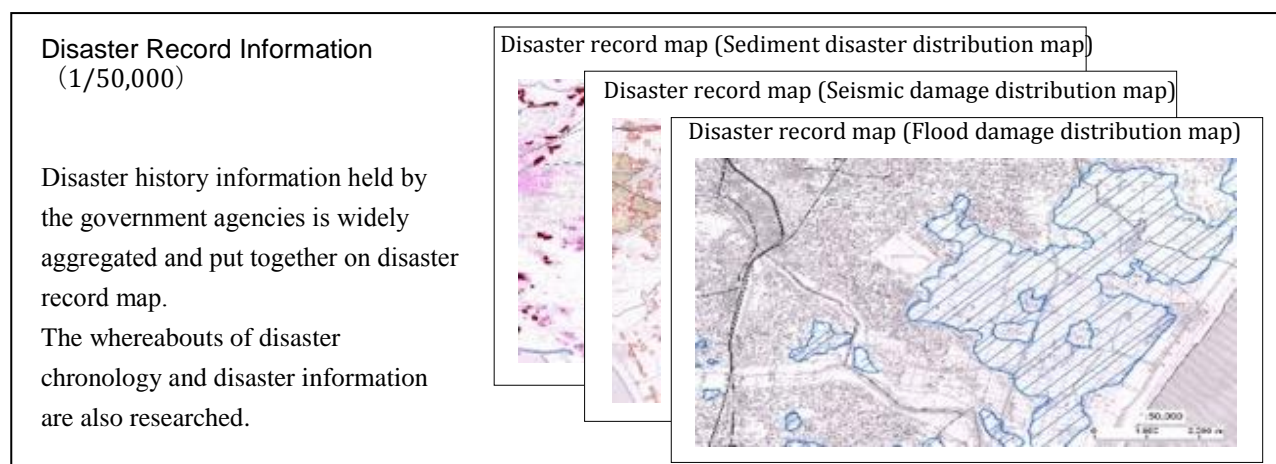 Disaster Record Information
（1/50,000）
Disaster history information held by
the government agencies is widely
aggregated and put together on disaster
record map.
The whereabouts of disaster
chronology and disaster information
are also researched.
Disaster record map (Sediment disaster distribution map)
Disaster record map (Seismic damage distribution map)
Disaster record map (Flood damage distribution map)
50,000